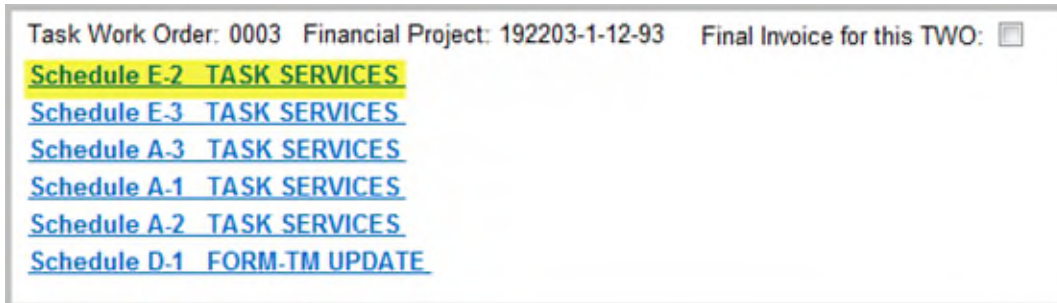 Task Work Order: 0003 Financial Project: 192203-1-12-93 Final Invoice for this TWO:
Schedule E-2 TASK SERVICES
Schedule E-3 TASK SERVICES
Schedule A-3 TASK SERVICES
Schedule A-1 TASK SERVICES
Schedule A-2 TASK SERVICES
Schedule D-1 FORM-TM UPDATE